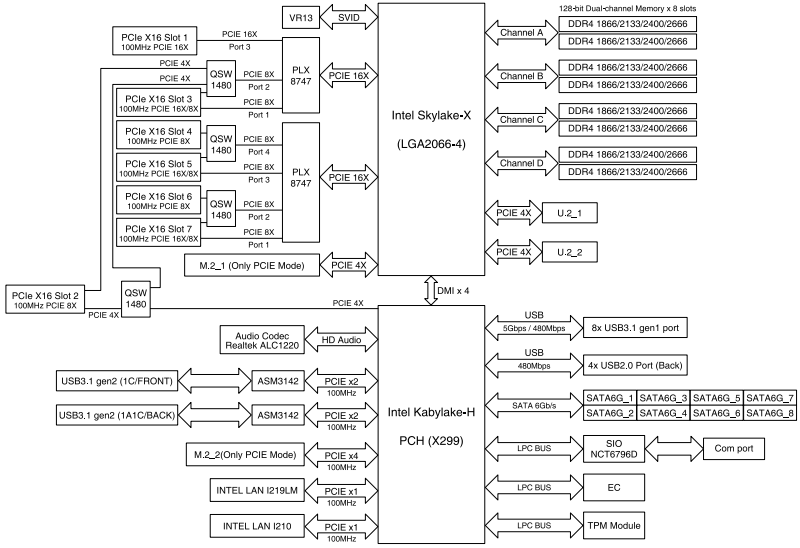 128-bit Dual-channel Memory x 8 slots
VR13
SVID
Intel Skylake-X
(LGA2066-4)
Channel A
DDR4 1866/2133/2400/2666
DDR4 1866/2133/2400/2666
Channel B
DDR4 1866/2133/2400/2666
DDR4 1866/2133/2400/2666
Channel C
DDR4 1866/2133/2400/2666
DDR4 1866/2133/2400/2666
Channel D
DDR4 1866/2133/2400/2666
DDR4 1866/2133/2400/2666
PCIE 4X
U.2_1
PCIE 4X
U.2_2
PCIe X16 Slot 1
100MHz PCIE 16X
PCIE 16X
Port 3
PLX
8747
PCIE 16X
PCIE 4X
PCIE 4X
QSW
1480
PCIE 8X
Port 2
PCIe X16 Slot 3
100MHz PCIE 16X/8X
PCIE 8X
Port 1
PCIe X16 Slot 4
100MHz PCIE 8X
QSW
1480
PCIE 8X
Port 4
PLX
8747
PCIE 16X
PCIe X16 Slot 5
100MHz PCIE 16X/8X
PCIE 8X
Port 3
PCIe X16 Slot 6
100MHz PCIE 8X
QSW
1480
PCIE 8X
Port 2
PCIe X16 Slot 7
100MHz PCIE 16X/8X
PCIE 8X
Port 1
M.2_1 (Only PCIE Mode)
PCIE 4X
DMI x 4
PCIe X16 Slot 2
100MHz PCIE 8X
PCIE 4X
QSW
1480
PCIE 4X
Intel Kabylake-H
PCH (X299)
Audio Codec
Realtek ALC1220
HD Audio
USB3.1 gen2 (1C/FRONT)
ASM3142
PCIE x2
100MHz
USB3.1 gen2 (1A1C/BACK)
ASM3142
PCIE x2
100MHz
M.2_2(Only PCIE Mode)
PCIE x4
100MHz
INTEL LAN I219LM
PCIE x1
100MHz
INTEL LAN I210
PCIE x1
100MHz
USB
5Gbps / 480Mbps
8x USB3.1 gen1 port
USB
480Mbps
4x USB2.0 Port (Back)
SATA 6Gb/s
SATA6G_1 SATA6G_3 SATA6G_5 SATA6G_7
SATA6G_2 SATA6G_4 SATA6G_6 SATA6G_8
LPC BUS
SIO
NCT6796D
Com port
LPC BUS
EC
LPC BUS
TPM Module